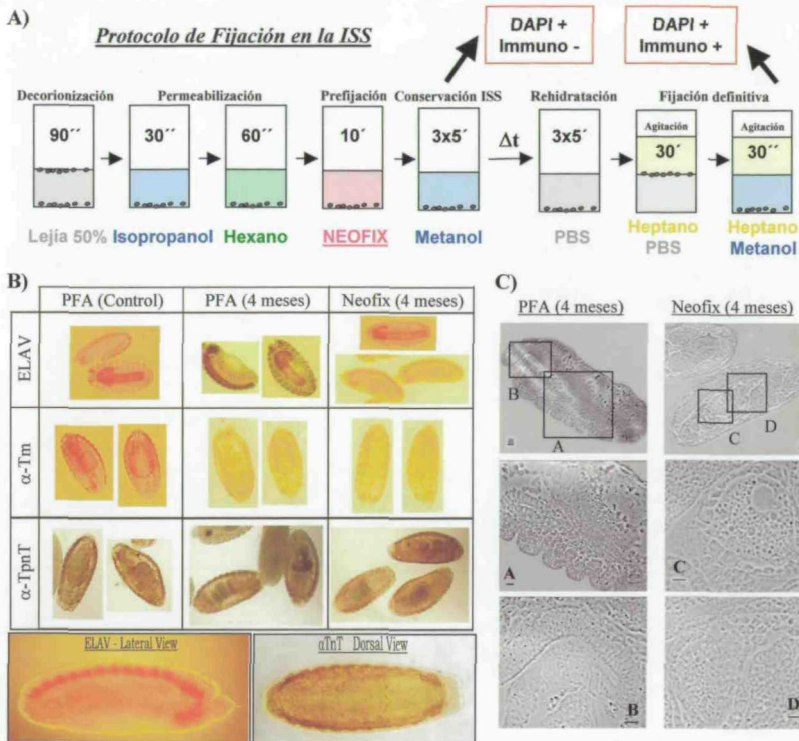 A)
Protocolo de Fijación en la ISS
DAPI +
Immuno -
DAPI +
Immuno +
Decorionización
Permeabilización
Prefijación
Conservación ISS
Rehidratación
Fijación definitiva
90´´
30´´
60´´
10´
3x5´
Δt
3x5´
Agitación
30´
Agitación
30´´
Lejía 50%
Isopropanol
Hexano
NEOFIX
Metanol
PBS
Heptano
PBS
Heptano
Metanol
B)
PFA (Control)
PFA (4 meses)
Neofix (4 meses)
ELAV
α-Tm
α-TpnT
ELAV - Lateral View
αTnT Dorsal View
C)
PFA (4 meses)
Neofix (4 meses)
B
A
C
D
A
C
B
D